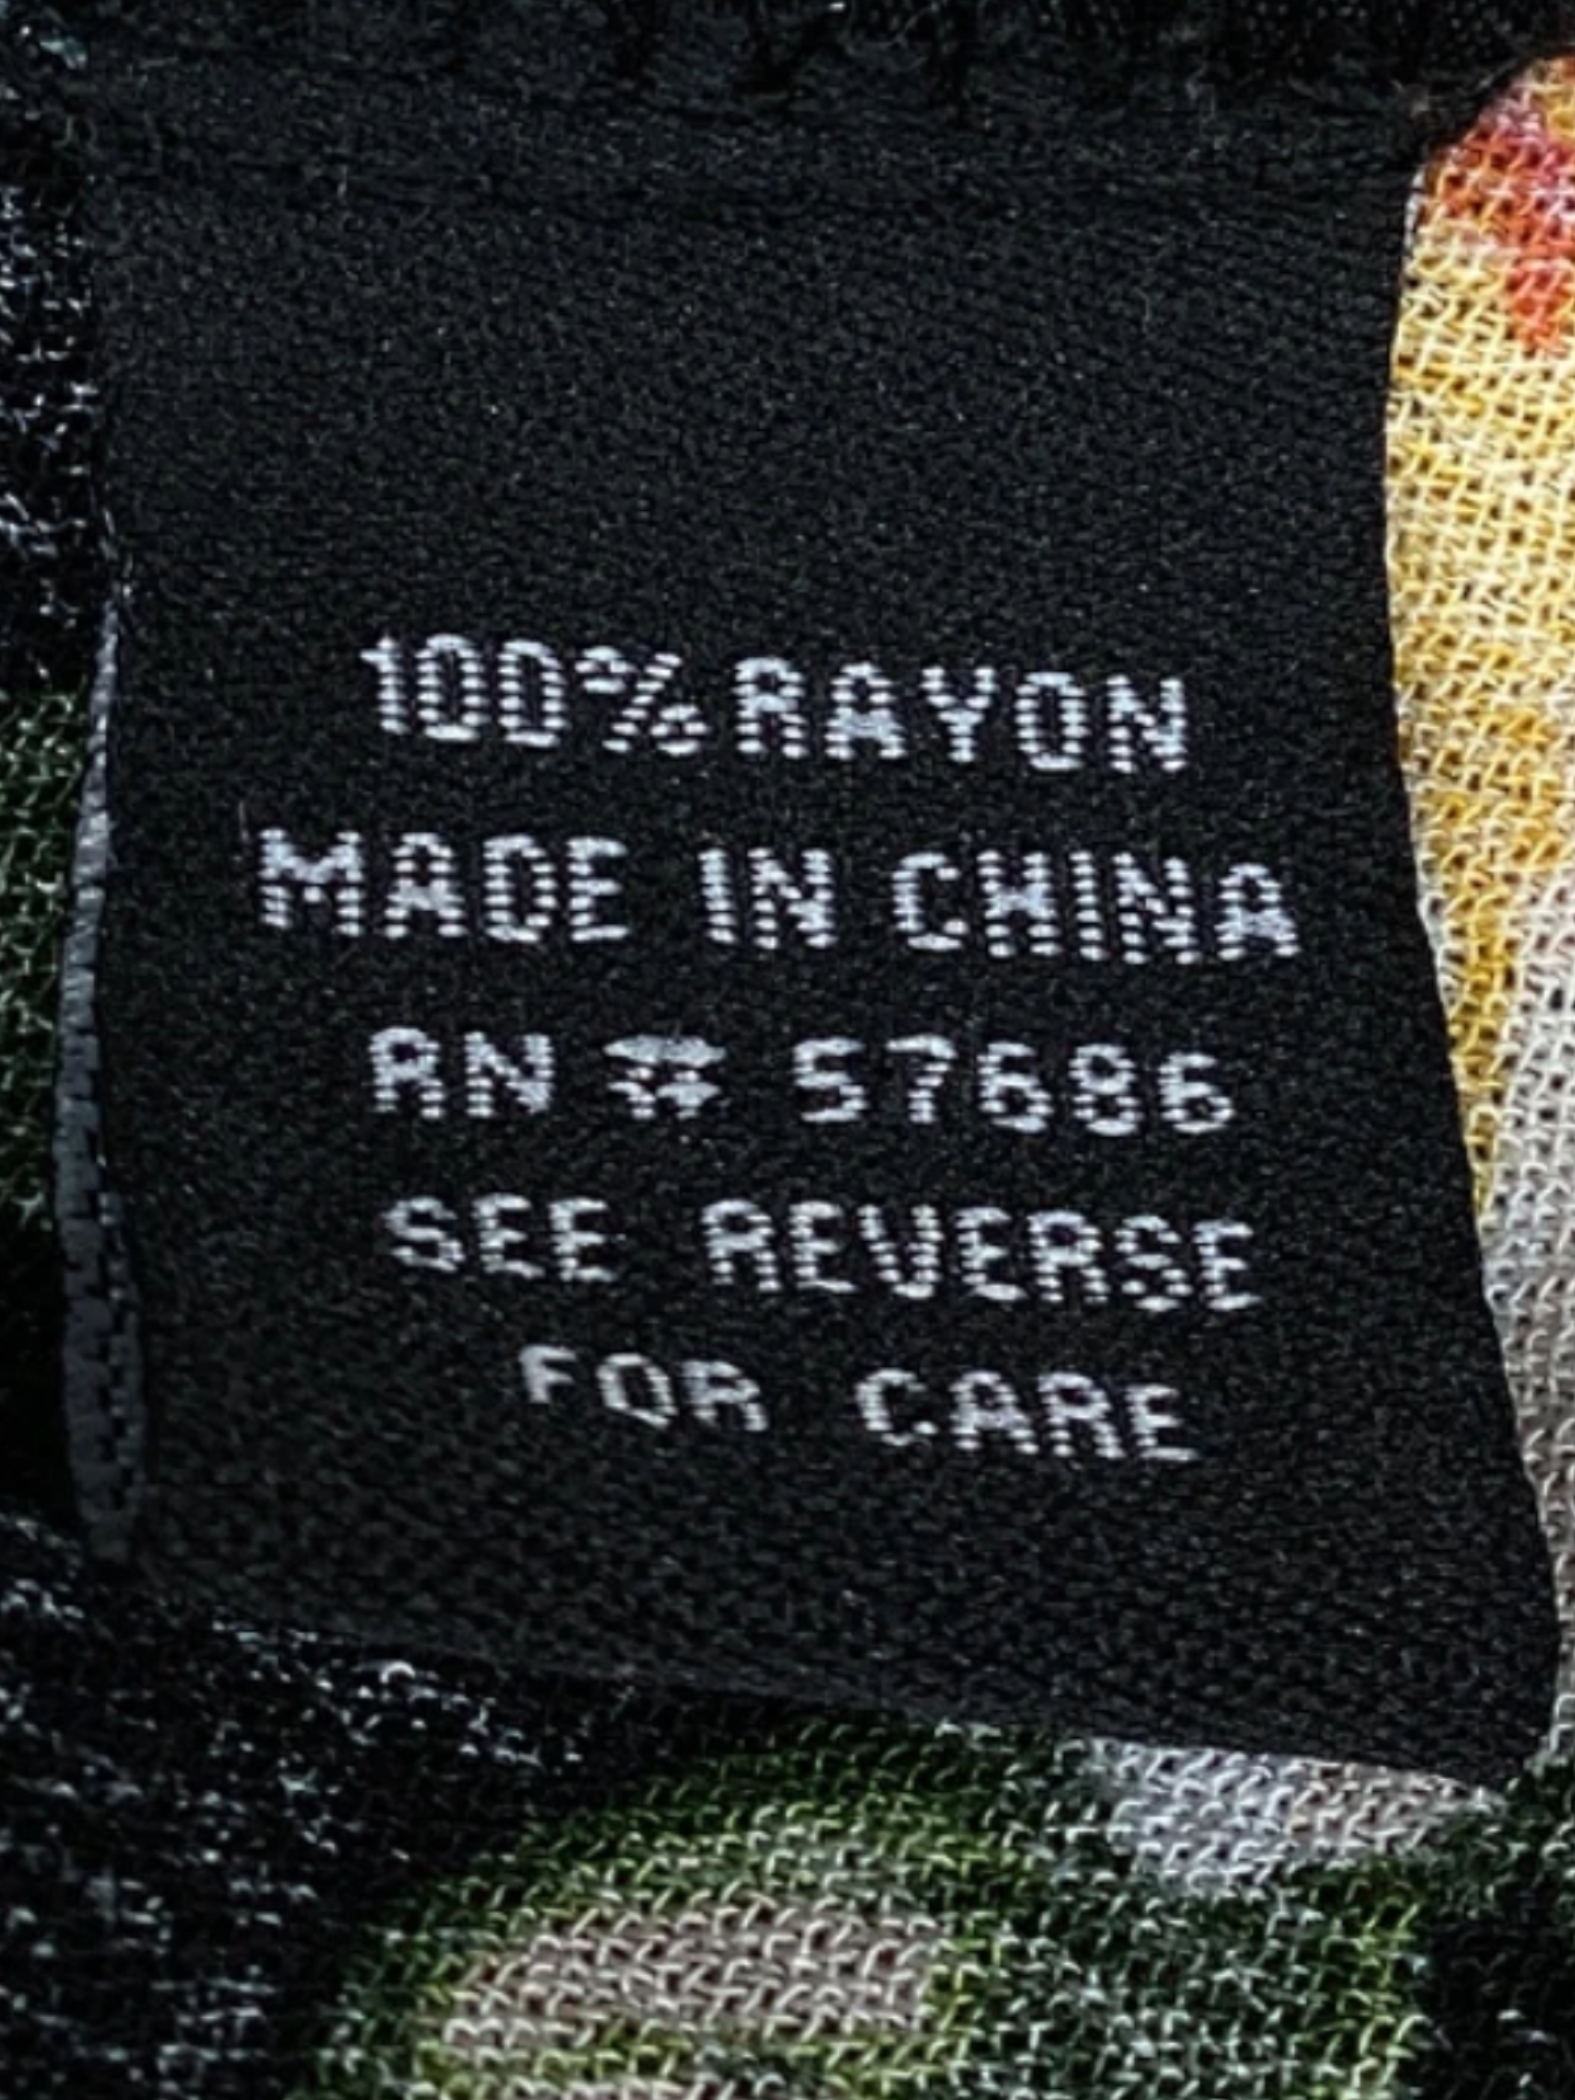 100% RAYON
MADE IN CHINA
RN # 57686
SEE REVERSE
FOR CARE